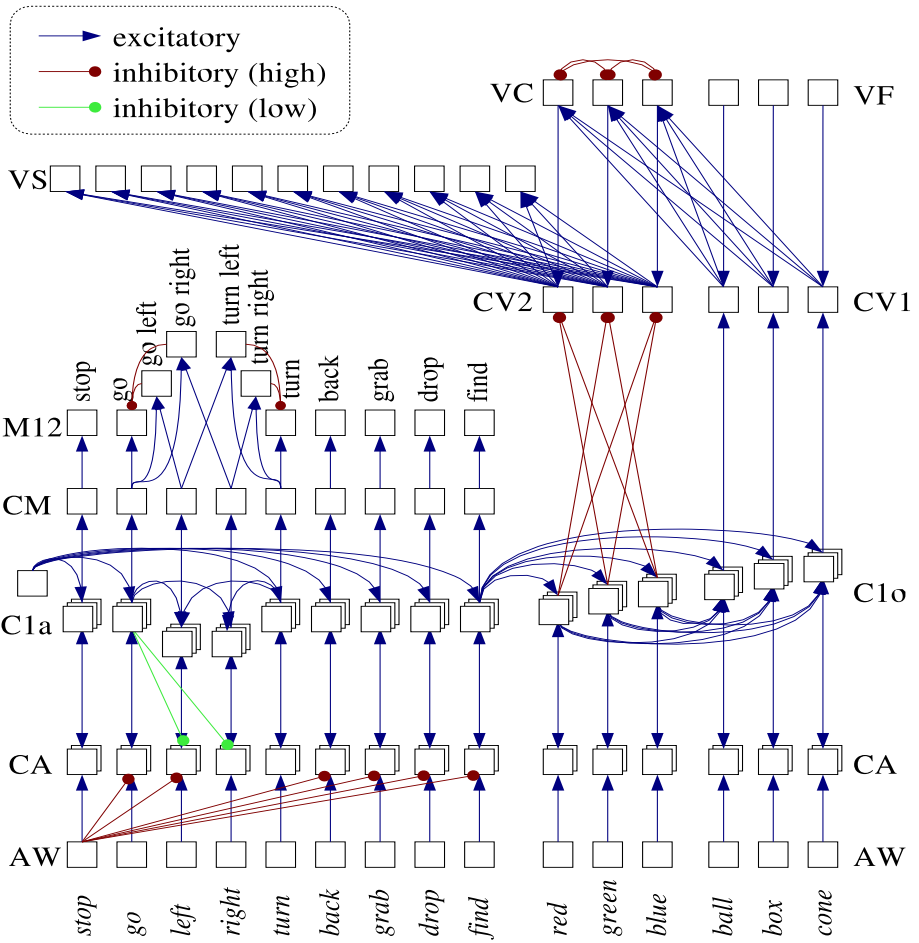 excitatory
inhibitory (high)
inhibitory (low)
VC
VF
VS
CV2
CV1
go right
turn left
go left
turn right
stop
go
turn
back
grab
drop
find
M12
CM
C1a
C1o
CA
CA
AW
AW
stop
go
left
right
turn
back
grab
drop
find
red
green
blue
ball
box
cone